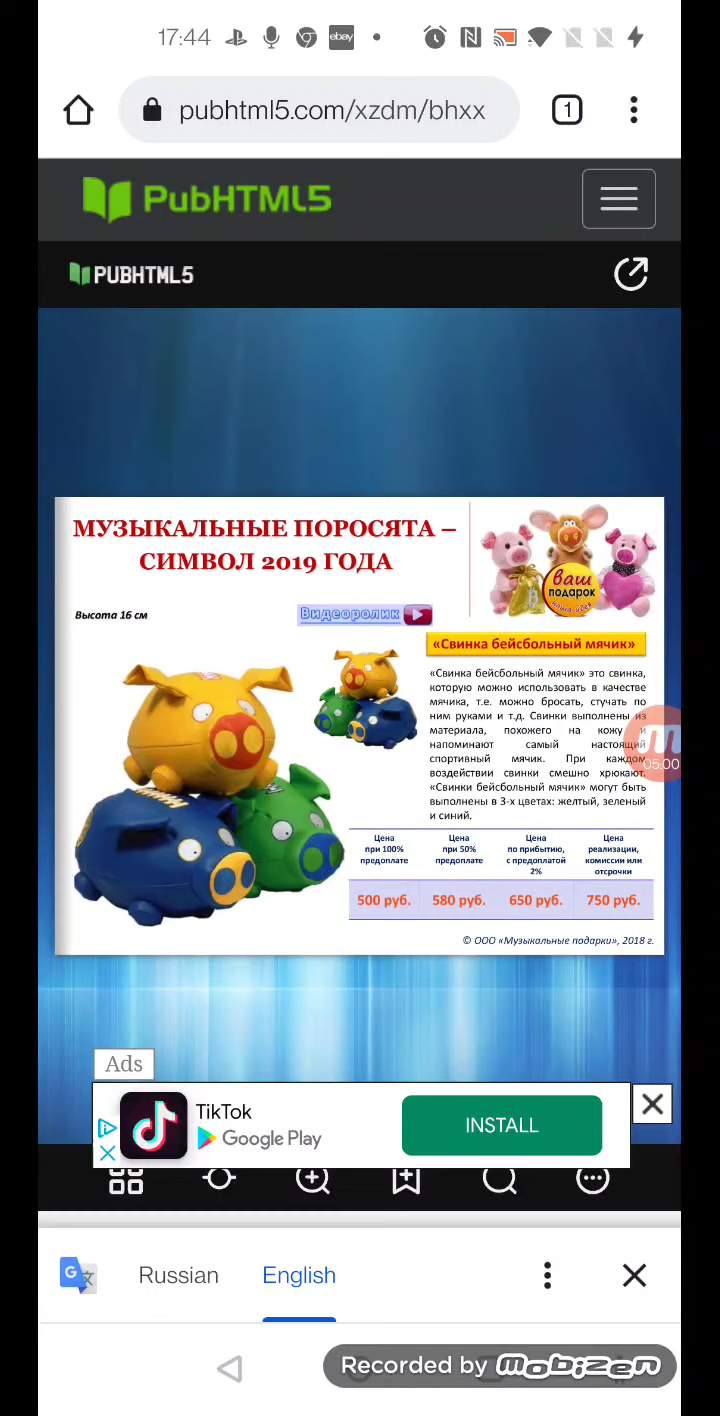 17:44
ebay
pubhtml5.com/xzdm/bhxx
1
PubHTML5
PUBHTML5
МУЗЫКАЛЬНЫЕ ПОРОСЯТА –
СИМВОЛ 2019 ГОДА
ваш
подарок
наша идея
Высота 16 см
Видеоролик
«Свинка бейсбольный мячик»
«Свинка бейсбольный мячик» это свинка,
которую можно использовать в качестве
мячика, т.е. можно бросать, стучать по
ним руками и т.д. Свинки выполнены из
материала, похожего на кожу и
напоминают самый настоящий
спортивный мячик. При каждом
воздействии свинки смешно хрюкают.
«Свинки бейсбольный мячик» могут быть
выполнены в 3-х цветах: желтый, зеленый
и синий.
05:00
Цена при 100% предоплате
Цена при 50% предоплате
Цена по прибытию, с предоплатой 2%
Цена реализации, комиссии или отсрочки
500 руб. 580 руб. 650 руб. 750 руб.
© ООО «Музыкальные подарки», 2018 г.
Ads
TikTok
Google Play
INSTALL
Russian English
Recorded by mobizen